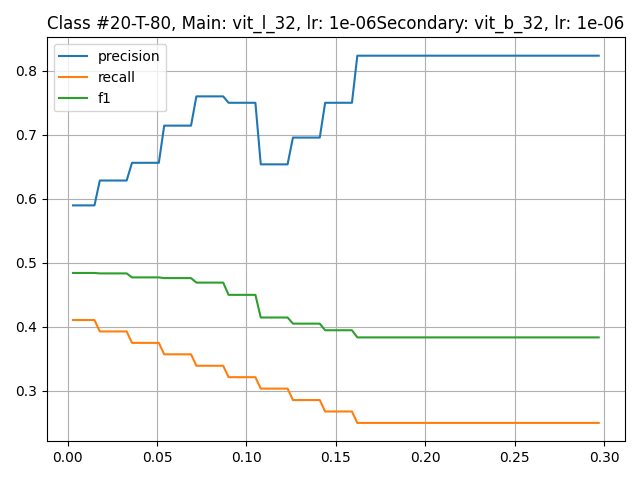 Class #20-T-80, Main: vit_l_32, lr: 1e-06Secondary: vit_b_32, lr: 1e-06
precision
recall
f1
0.8
0.7
0.6
0.5
0.4
0.3
0.00 0.05 0.10 0.15 0.20 0.25 0.30